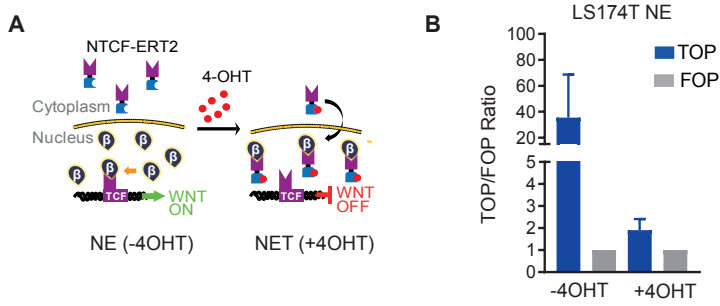 A
NTCF-ERT2
4-OHT
Cytoplasm
Nucleus
β
β
β
β
β
β
TCF
WNT
ON
NE (-4OHT)
β
β
β
TCF
WNT
OFF
NET (+4OHT)
B
LS174T NE
TOP/FOP Ratio
100
80
60
40
20
5
4
3
2
1
0
-4OHT
+4OHT
TOP
FOP